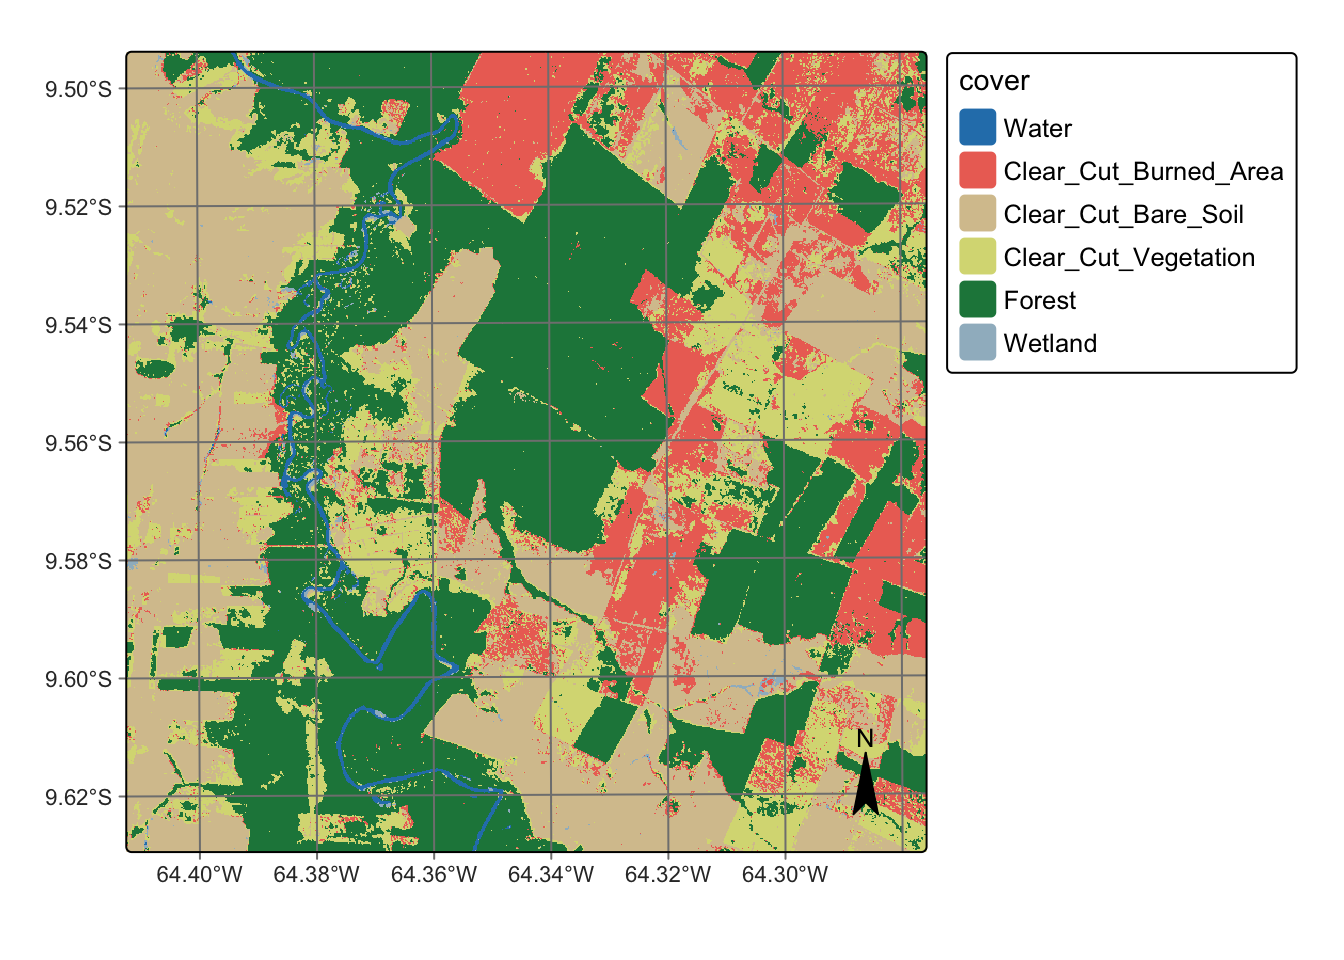 cover
Water
Clear_Cut_Burned_Area
Clear_Cut_Bare_Soil
Clear_Cut_Vegetation
Forest
Wetland
9.50°S
9.52°S
9.54°S
9.56°S
9.58°S
9.60°S
9.62°S
N
64.40°W 64.38°W 64.36°W 64.34°W 64.32°W 64.30°W